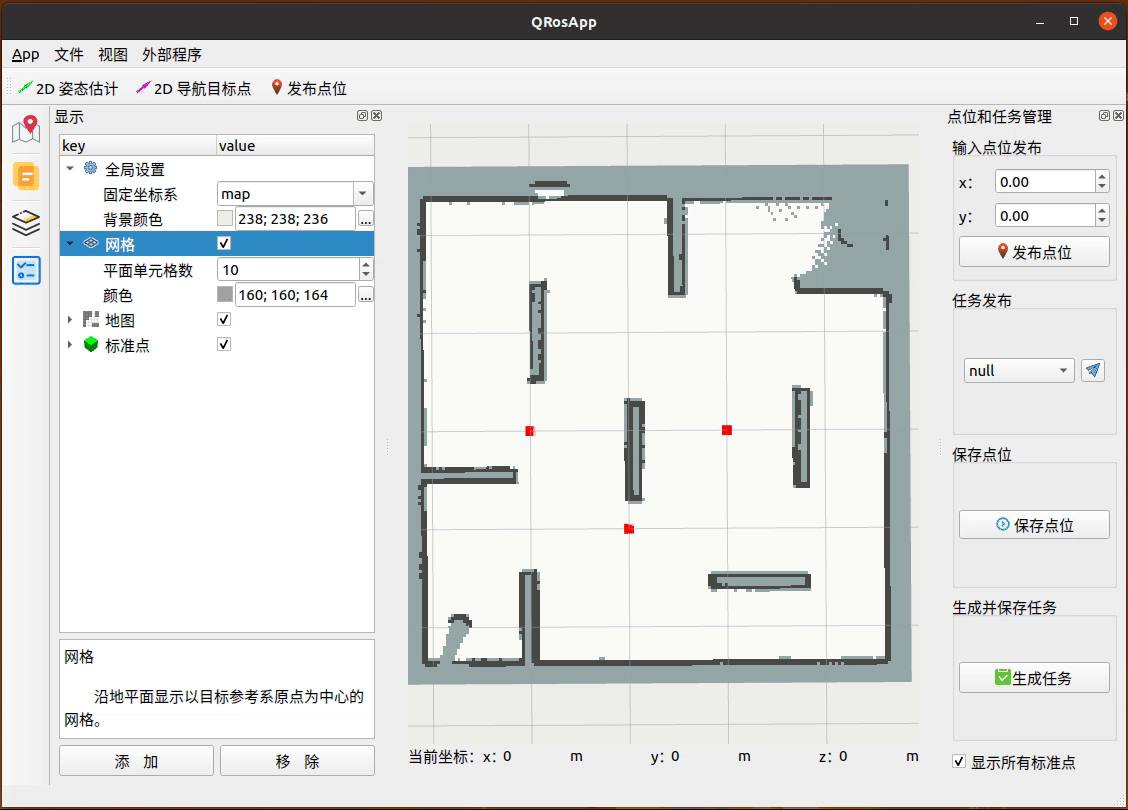 QRosApp
App 文件 视图 外部程序
2D 姿态估计 2D 导航目标点 发布点位
显示
key value
全局设置
固定坐标系 map
背景颜色 238; 238; 236 ...
网格
平面单元格数 10
颜色 160; 160; 164 ...
地图
标准点
网格
沿地平面显示以目标参考系原点为中心的
网格。
添 加 移 除
当前坐标: x: 0 m y: 0 m z: 0 m
点位和任务管理
输入点位发布
x: 0.00
y: 0.00
发布点位
任务发布
null
保存点位
保存点位
生成并保存任务
生成任务
显示所有标准点